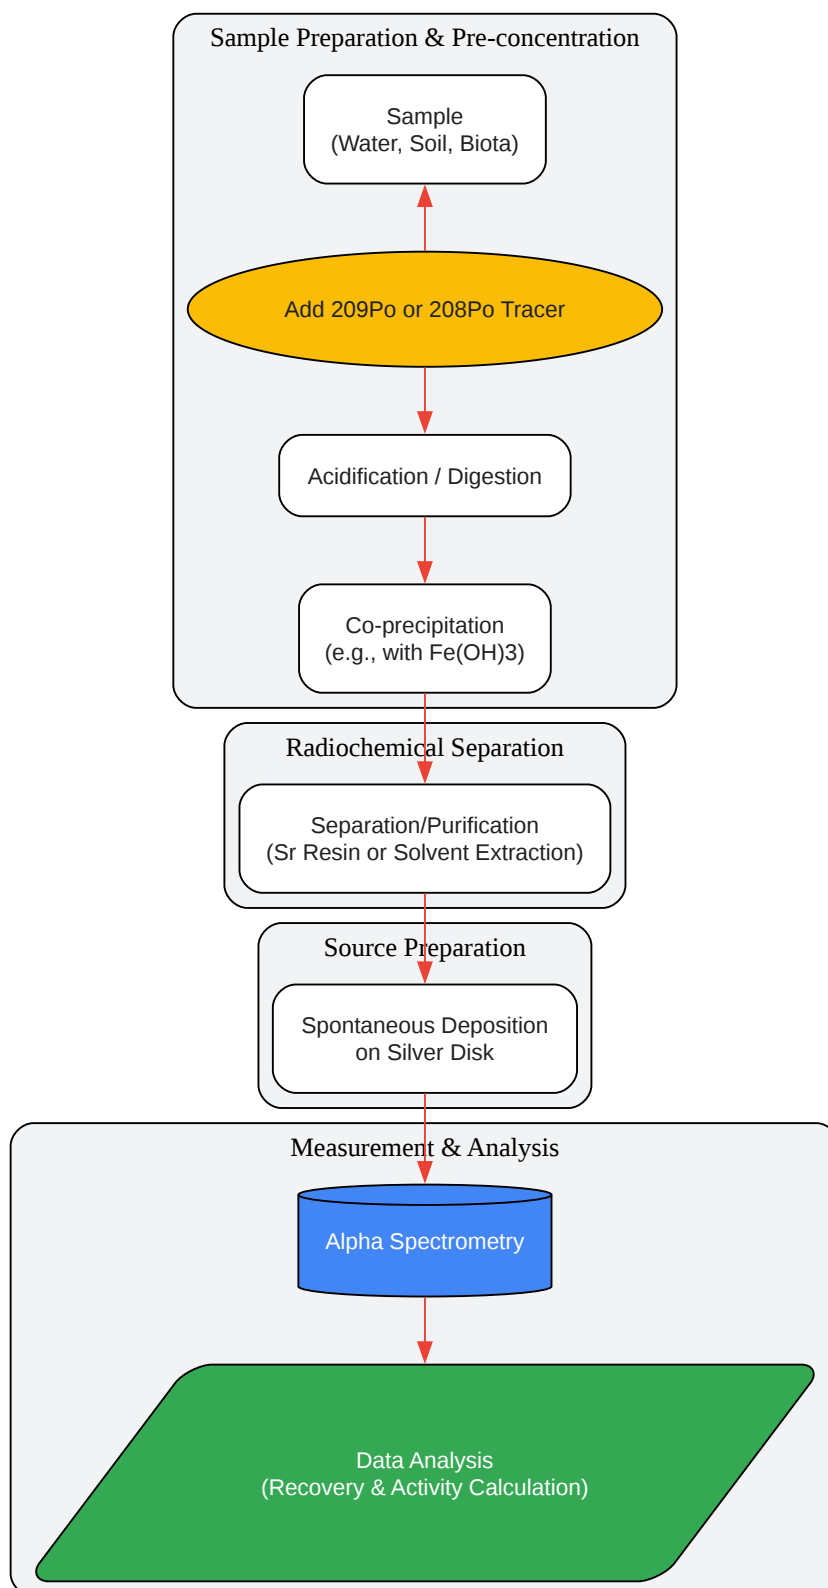 Sample Preparation & Pre-concentration
Sample
(Water, Soil, Biota)
Add 209Po or 208Po Tracer
Acidification / Digestion
Co-precipitation
(e.g., with Fe(OH)3)
Radiochemical Separation
Separation/Purification
(Sr Resin or Solvent Extraction)
Source Preparation
Spontaneous Deposition
on Silver Disk
Measurement & Analysis
Alpha Spectrometry
Data Analysis
(Recovery & Activity Calculation)